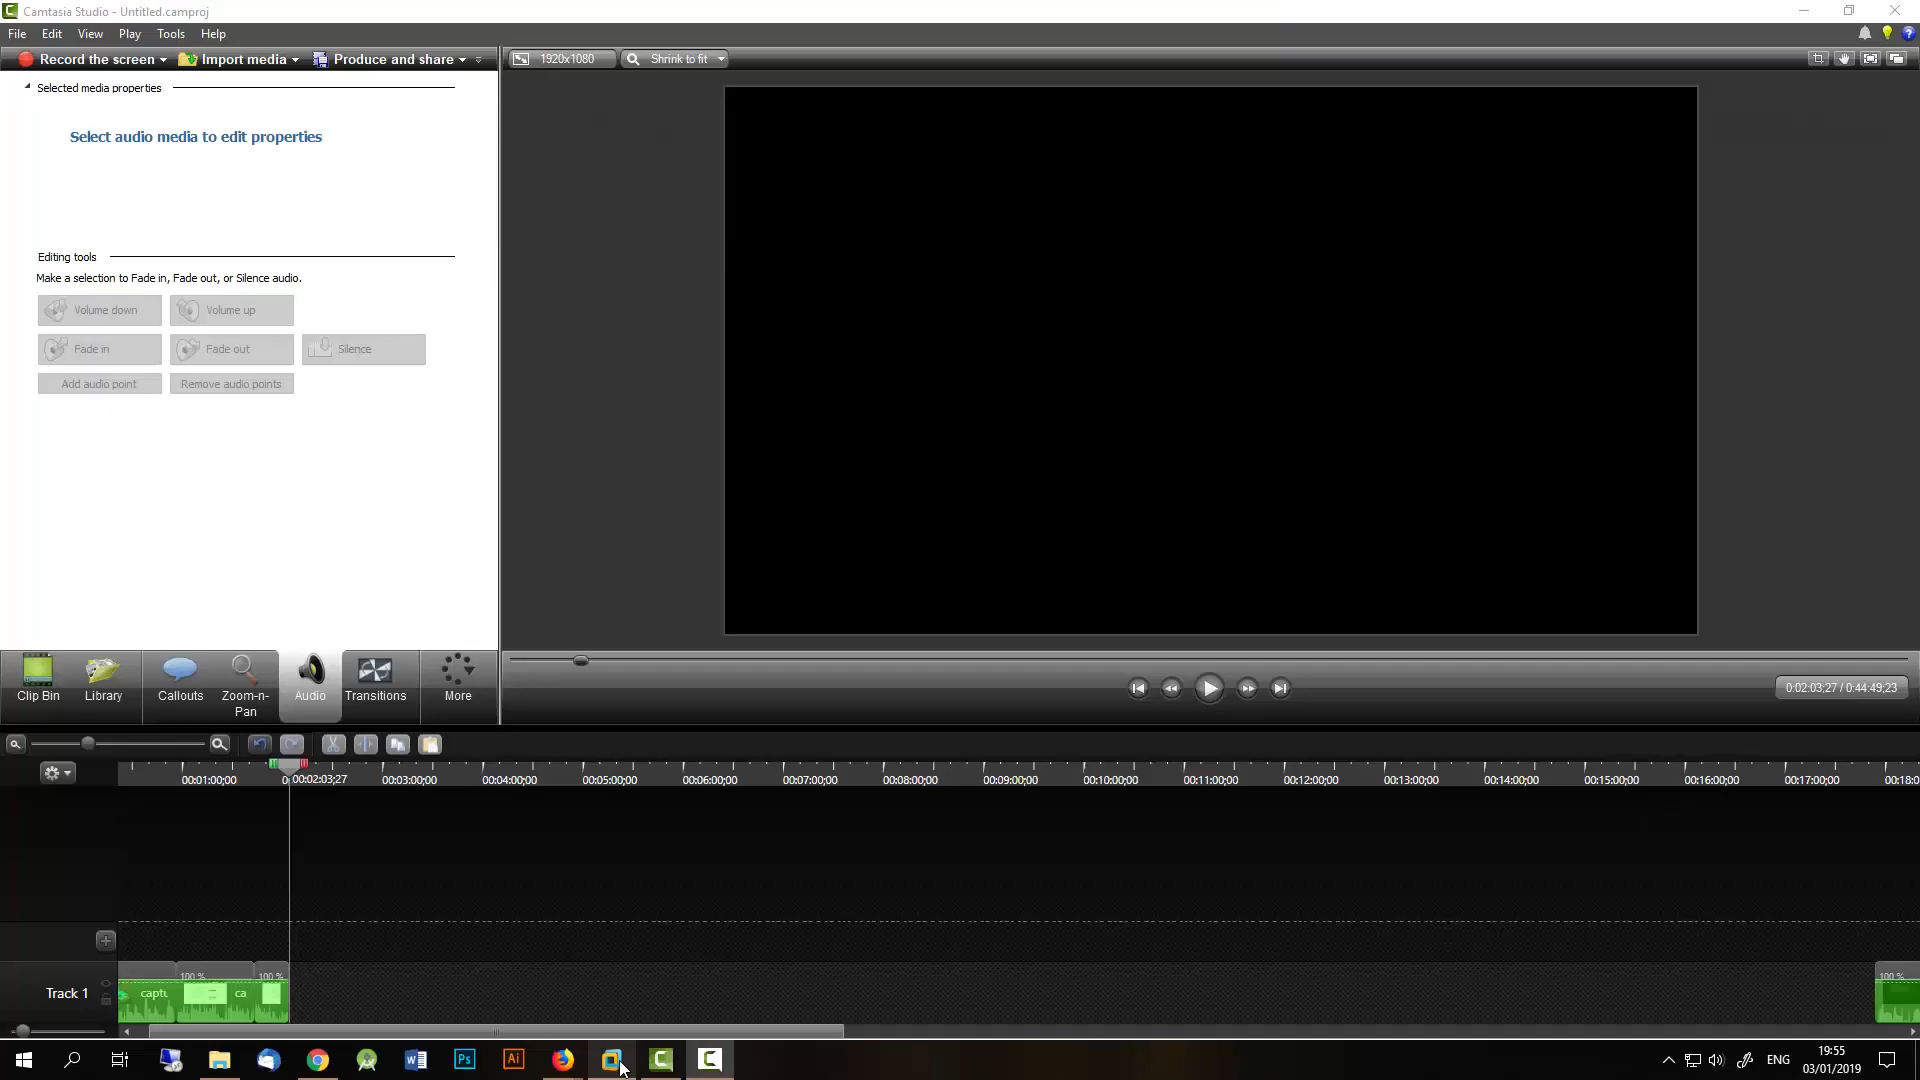 Camtasia Studio - Untitled.camproj
File Edit View Play Tools Help
Record the screen Import media Produce and share 1920x1080 Shrink to fit
Selected media properties
Select audio media to edit properties
Editing tools
Make a selection to Fade in, Fade out, or Silence audio.
Volume down Volume up
Fade in Fade out Silence
Add audio point Remove audio points
Clip Bin Library Callouts Zoom-n-Pan Audio Transitions More
0:02:03;27 / 0:44:49;23
00:01:00;00 00:02:03;27 00:03:00;00 00:04:00;00 00:05:00;00 00:06:00;00 00:07:00;00 00:08:00;00 00:09:00;00 00:10:00;00 00:11:00;00 00:12:00;00 00:13:00;00 00:14:00;00 00:15:00;00 00:16:00;00 00:17:00;00 00:18:0
100 % 100 % 100 %
Track 1 captu ca
Ps Ai ENG 19:55
03/01/2019